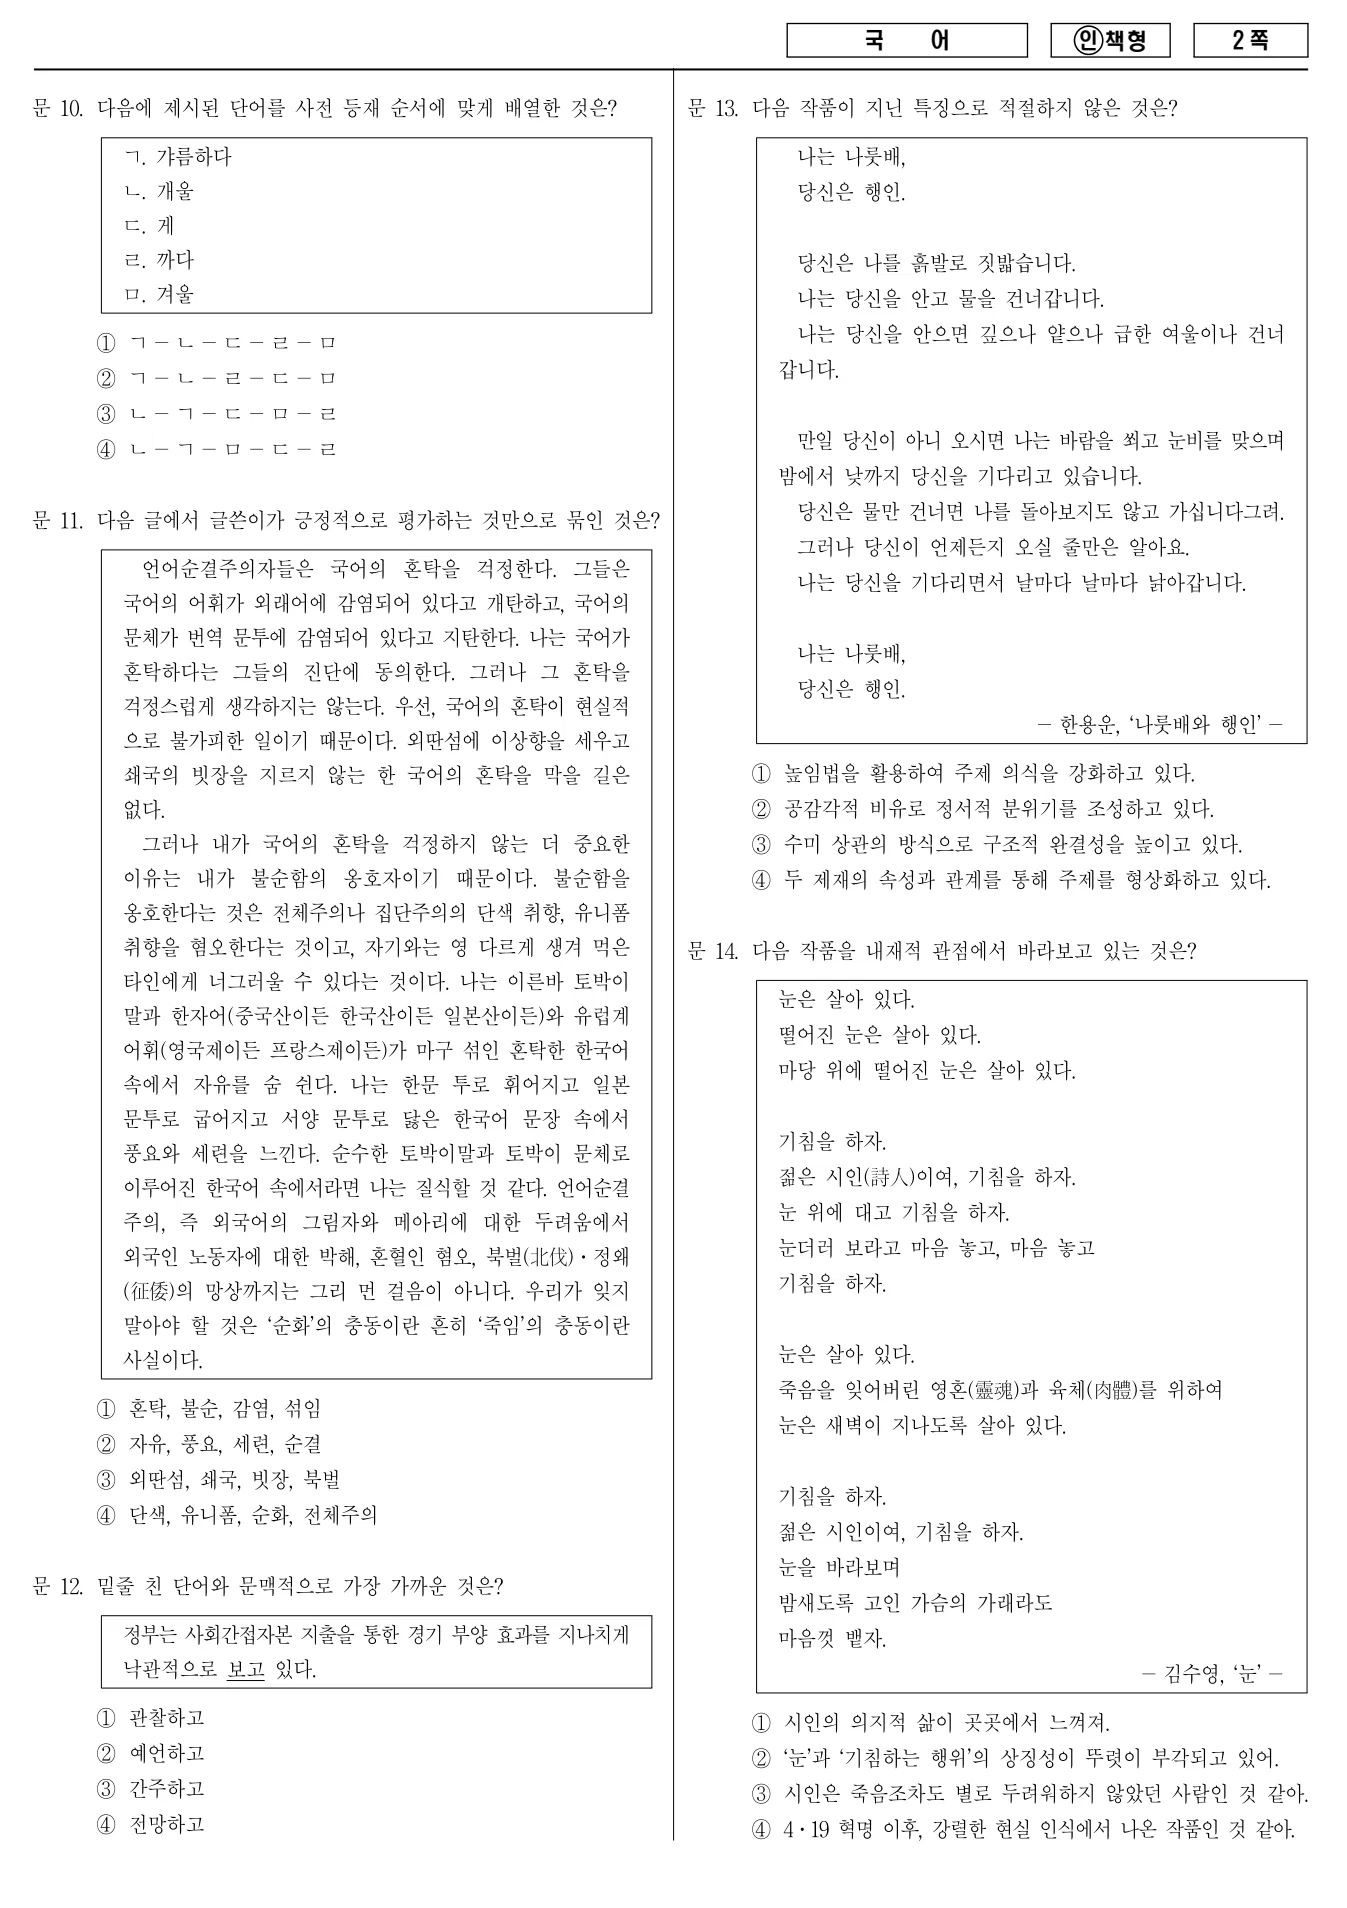 국 어
인책형
2쪽
문 10. 다음에 제시된 단어를 사전 등재 순서에 맞게 배열한 것은?
ㄱ. 갸름하다
ㄴ. 개울
ㄷ. 게
ㄹ. 까다
ㅁ. 겨울
① ㄱ-ㄴ-ㄷ-ㄹ-ㅁ
② ㄱ-ㄴ-ㄹ-ㄷ-ㅁ
③ ㄴ-ㄱ-ㄷ-ㅁ-ㄹ
④ ㄴ-ㄱ-ㅁ-ㄷ-ㄹ
문 11. 다음 글에서 글쓴이가 긍정적으로 평가하는 것만으로 묶인 것은?
언어순결주의자들은 국어의 혼탁을 걱정한다. 그들은
국어의 어휘가 외래어에 감염되어 있다고 개탄하고, 국어의
문체가 번역 문투에 감염되어 있다고 지탄한다. 나는 국어가
혼탁하다는 그들의 진단에 동의한다. 그러나 그 혼탁을
걱정스럽게 생각하지는 않는다. 우선, 국어의 혼탁이 현실적
으로 불가피한 일이기 때문이다. 외딴섬에 이상향을 세우고
쇄국의 빗장을 지르지 않는 한 국어의 혼탁을 막을 길은
없다.
그러나 내가 국어의 혼탁을 걱정하지 않는 더 중요한
이유는 내가 불순함의 옹호자이기 때문이다. 불순함을
옹호한다는 것은 전체주의나 집단주의의 단색 취향, 유니폼
취향을 혐오한다는 것이고, 자기와는 영 다르게 생겨 먹은
타인에게 너그러울 수 있다는 것이다. 나는 이른바 토박이
말과 한자어(중국산이든 한국산이든 일본산이든)와 유럽계
어휘(영국제이든 프랑스제이든)가 마구 섞인 혼탁한 한국어
속에서 자유를 숨 쉰다. 나는 한문 투로 휘어지고 일본
문투로 굽어지고 서양 문투로 닳은 한국어 문장 속에서
풍요와 세련을 느낀다. 순수한 토박이말과 토박이 문체로
이루어진 한국어 속에서라면 나는 질식할 것 같다. 언어순결
주의, 즉 외국어의 그림자와 메아리에 대한 두려움에서
외국인 노동자에 대한 박해, 혼혈인 혐오, 북벌(北伐)·정왜
(征倭)의 망상까지는 그리 먼 걸음이 아니다. 우리가 잊지
말아야 할 것은 ‘순화’의 충동이란 흔히 ‘죽임’의 충동이란
사실이다.
① 혼탁, 불순, 감염, 섞임
② 자유, 풍요, 세련, 순결
③ 외딴섬, 쇄국, 빗장, 북벌
④ 단색, 유니폼, 순화, 전체주의
문 12. 밑줄 친 단어와 문맥적으로 가장 가까운 것은?
정부는 사회간접자본 지출을 통한 경기 부양 효과를 지나치게
낙관적으로 보고 있다.
① 관찰하고
② 예언하고
③ 간주하고
④ 전망하고
문 13. 다음 작품이 지닌 특징으로 적절하지 않은 것은?
나는 나룻배,
당신은 행인.
당신은 나를 흙발로 짓밟습니다.
나는 당신을 안고 물을 건너갑니다.
나는 당신을 안으면 깊으나 얕으나 급한 여울이나 건너
갑니다.
만일 당신이 아니 오시면 나는 바람을 쐬고 눈비를 맞으며
밤에서 낮까지 당신을 기다리고 있습니다.
당신은 물만 건너면 나를 돌아보지도 않고 가십니다그려.
그러나 당신이 언제든지 오실 줄만은 알아요.
나는 당신을 기다리면서 날마다 날마다 낡아갑니다.
나는 나룻배,
당신은 행인.
- 한용운, ‘나룻배와 행인’ -
① 높임법을 활용하여 주제 의식을 강화하고 있다.
② 공감각적 비유로 정서적 분위기를 조성하고 있다.
③ 수미 상관의 방식으로 구조적 완결성을 높이고 있다.
④ 두 제재의 속성과 관계를 통해 주제를 형상화하고 있다.
문 14. 다음 작품을 내재적 관점에서 바라보고 있는 것은?
눈은 살아 있다.
떨어진 눈은 살아 있다.
마당 위에 떨어진 눈은 살아 있다.
기침을 하자.
젊은 시인(詩人)이여, 기침을 하자.
눈 위에 대고 기침을 하자.
눈더러 보라고 마음 놓고, 마음 놓고
기침을 하자.
눈은 살아 있다.
죽음을 잊어버린 영혼(靈魂)과 육체(肉體)를 위하여
눈은 새벽이 지나도록 살아 있다.
기침을 하자.
젊은 시인이여, 기침을 하자.
눈을 바라보며
밤새도록 고인 가슴의 가래라도
마음껏 뱉자.
- 김수영, ‘눈’ -
① 시인의 의지적 삶이 곳곳에서 느껴져.
② ‘눈’과 ‘기침하는 행위’의 상징성이 뚜렷이 부각되고 있어.
③ 시인은 죽음조차도 별로 두려워하지 않았던 사람인 것 같아.
④ 4·19 혁명 이후, 강렬한 현실 인식에서 나온 작품인 것 같아.